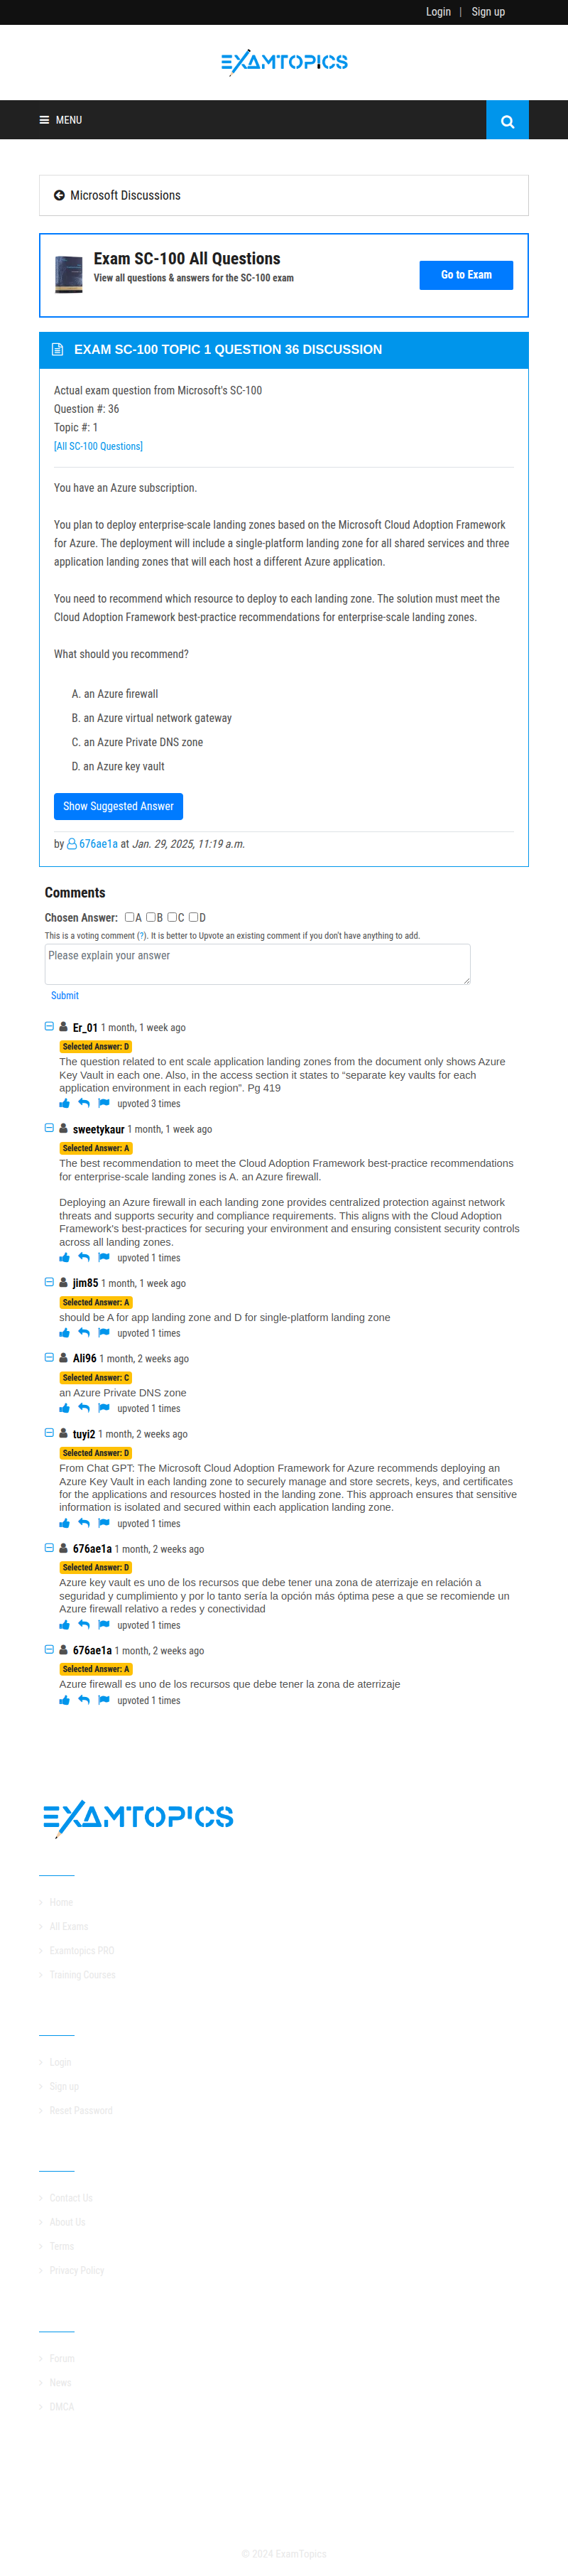 Login | Sign up
EXAMTOPICS
MENU
Microsoft Discussions
Exam SC-100 All Questions
View all questions & answers for the SC-100 exam
Go to Exam
EXAM SC-100 TOPIC 1 QUESTION 36 DISCUSSION
Actual exam question from Microsoft's SC-100
Question #: 36
Topic #: 1
[All SC-100 Questions]
You have an Azure subscription.
You plan to deploy enterprise-scale landing zones based on the Microsoft Cloud Adoption Framework
for Azure. The deployment will include a single-platform landing zone for all shared services and three
application landing zones that will each host a different Azure application.
You need to recommend which resource to deploy to each landing zone. The solution must meet the
Cloud Adoption Framework best-practice recommendations for enterprise-scale landing zones.
What should you recommend?
A. an Azure firewall
B. an Azure virtual network gateway
C. an Azure Private DNS zone
D. an Azure key vault
Show Suggested Answer
by 676ae1a at Jan. 29, 2025, 11:19 a.m.
Comments
Chosen Answer: A B C D
This is a voting comment (?). It is better to Upvote an existing comment if you don't have anything to add.
Please explain your answer
Submit
Er_01 1 month, 1 week ago
Selected Answer: D
The question related to ent scale application landing zones from the document only shows Azure
Key Vault in each one. Also, in the access section it states to “separate key vaults for each
application environment in each region”. Pg 419
upvoted 3 times
sweetykaur 1 month, 1 week ago
Selected Answer: A
The best recommendation to meet the Cloud Adoption Framework best-practice recommendations
for enterprise-scale landing zones is A. an Azure firewall.
Deploying an Azure firewall in each landing zone provides centralized protection against network
threats and supports security and compliance requirements. This aligns with the Cloud Adoption
Framework's best-practices for securing your environment and ensuring consistent security controls
across all landing zones.
upvoted 1 times
jim85 1 month, 1 week ago
Selected Answer: A
should be A for app landing zone and D for single-platform landing zone
upvoted 1 times
Ali96 1 month, 2 weeks ago
Selected Answer: C
an Azure Private DNS zone
upvoted 1 times
tuyi2 1 month, 2 weeks ago
Selected Answer: D
From Chat GPT: The Microsoft Cloud Adoption Framework for Azure recommends deploying an
Azure Key Vault in each landing zone to securely manage and store secrets, keys, and certificates
for the applications and resources hosted in the landing zone. This approach ensures that sensitive
information is isolated and secured within each application landing zone.
upvoted 1 times
676ae1a 1 month, 2 weeks ago
Selected Answer: D
Azure key vault es uno de los recursos que debe tener una zona de aterrizaje en relación a
seguridad y cumplimiento y por lo tanto sería la opción más óptima pese a que se recomiende un
Azure firewall relativo a redes y conectividad
upvoted 1 times
676ae1a 1 month, 2 weeks ago
Selected Answer: A
Azure firewall es uno de los recursos que debe tener la zona de aterrizaje
upvoted 1 times
EXAMTOPICS
Home
All Exams
Examtopics PRO
Training Courses
Login
Sign up
Reset Password
Contact Us
About Us
Terms
Privacy Policy
Forum
News
DMCA
© 2024 ExamTopics